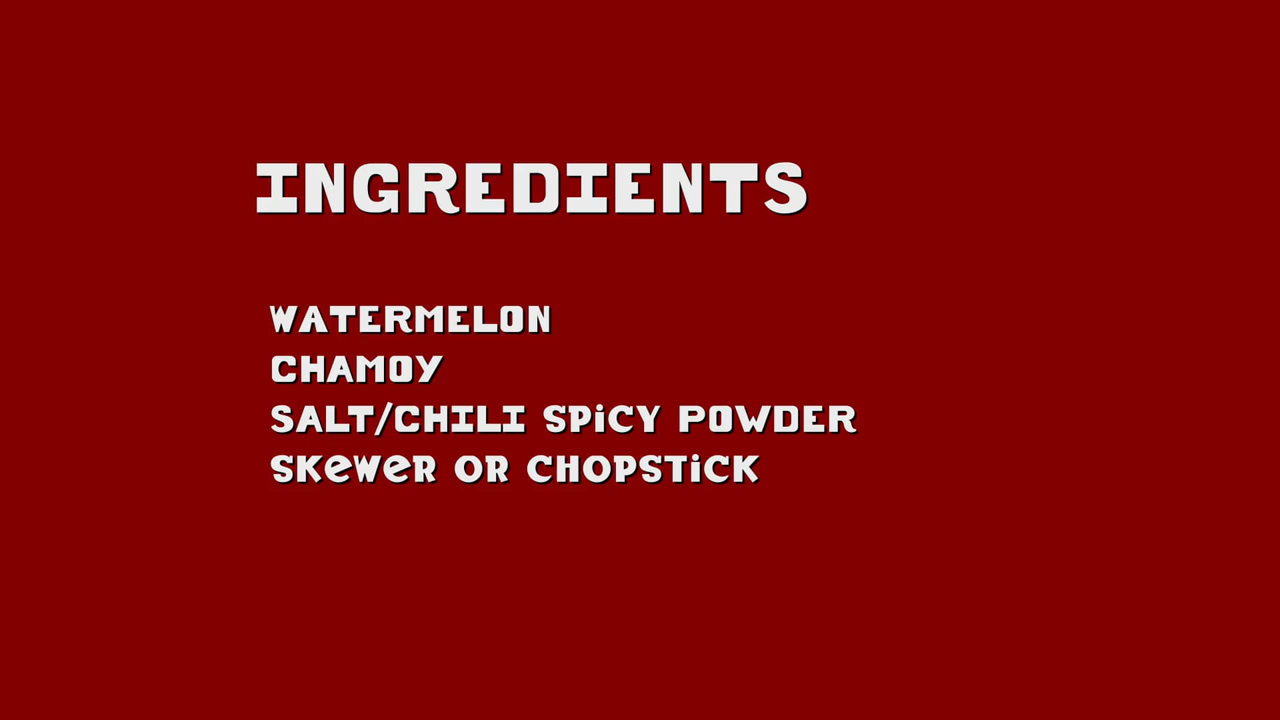 INGREDIENTS
WATERMELON
CHAMOY
SALT/CHILI SPiCY POWDER
SKeWeR OR CHOPSTiCK